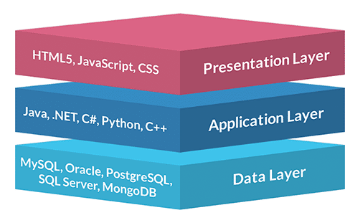 HTML5, JavaScript, CSS
Presentation Layer
Java, .NET, C#, Python, C++
Application Layer
MySQL, Oracle, PostgreSQL,
SQL Server, MongoDB
Data Layer